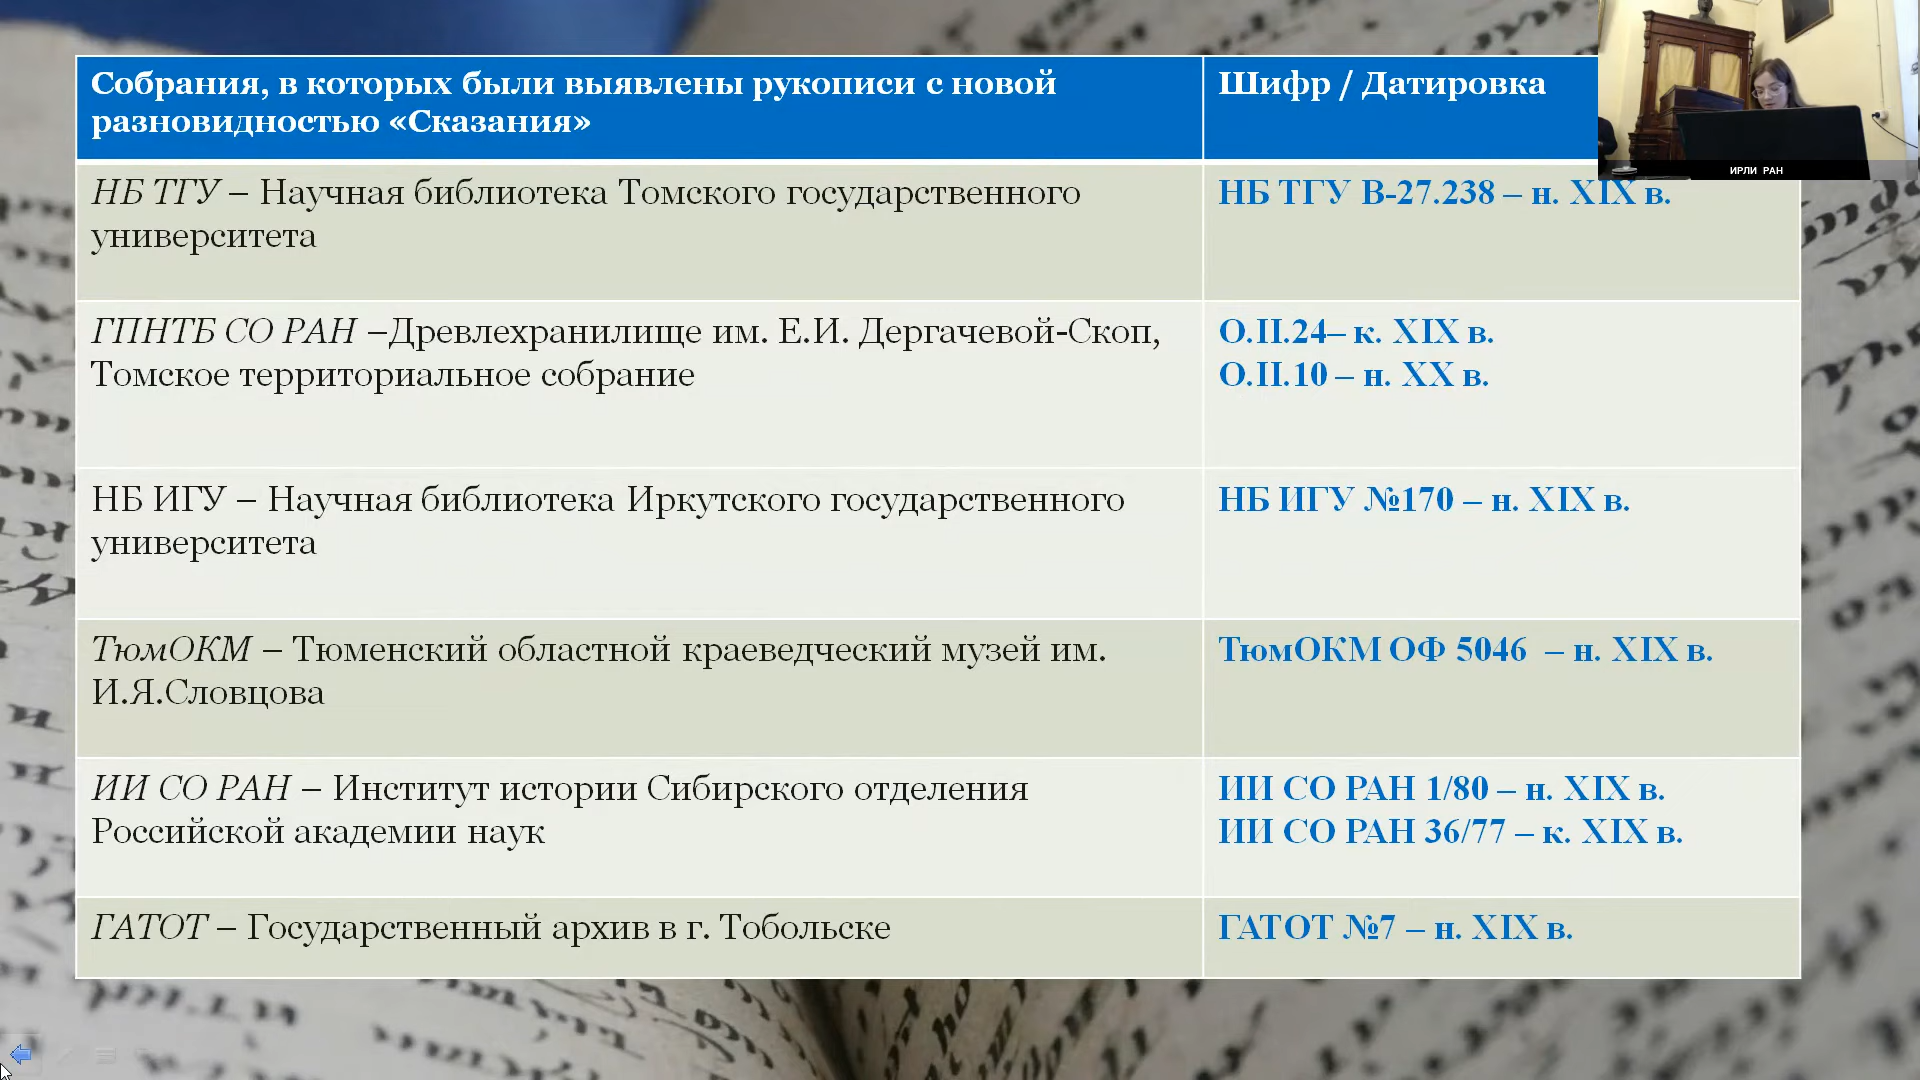 Собрания, в которых были выявлены рукописи с новой
разновидностью «Сказания»
Шифр / Датировка
НБ ТГУ – Научная библиотека Томского государственного
университета
НБ ТГУ В-27.238 – н. XIX в.
ГПНТБ СО РАН –Древлехранилище им. Е.И. Дергачевой-Скоп,
Томское территориальное собрание
О.II.24– к. XIX в.
О.II.10 – н. XX в.
НБ ИГУ – Научная библиотека Иркутского государственного
университета
НБ ИГУ №170 – н. XIX в.
ТюмОКМ – Тюменский областной краеведческий музей им.
И.Я.Словцова
ТюмОКМ ОФ 5046 – н. XIX в.
ИИ СО РАН – Институт истории Сибирского отделения
Российской академии наук
ИИ СО РАН 1/80 – н. XIX в.
ИИ СО РАН 36/77 – к. XIX в.
ГАТОТ – Государственный архив в г. Тобольске
ГАТОТ №7 – н. XIX в.
ИРЛИ РАН